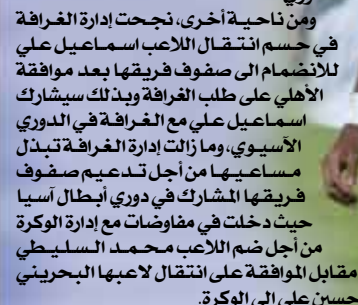 ومن ناحية أخرى، نجحت إدارة الغرافة
في حسم انتقال اللاعب اسماعيل علي
للانضمام الى صفوف فريقها بعد موافقة
الأهلي على طلب الغرافة وبذلك سيشارك
اسماعيل علي مع الغرافة في الدوري
الآسيوي، وما زالت إدارة الغرافة تبذل
مساعيها من أجل تدعيم صفوف
فريقها المشارك في دوري أبطال آسيا
حيث دخلت في مفاوضات مع إدارة الوكرة
من أجل ضم اللاعب محمد السليطي
مقابل الموافقة على انتقال لاعبها البحريني
حسين علي الى الوكرة.